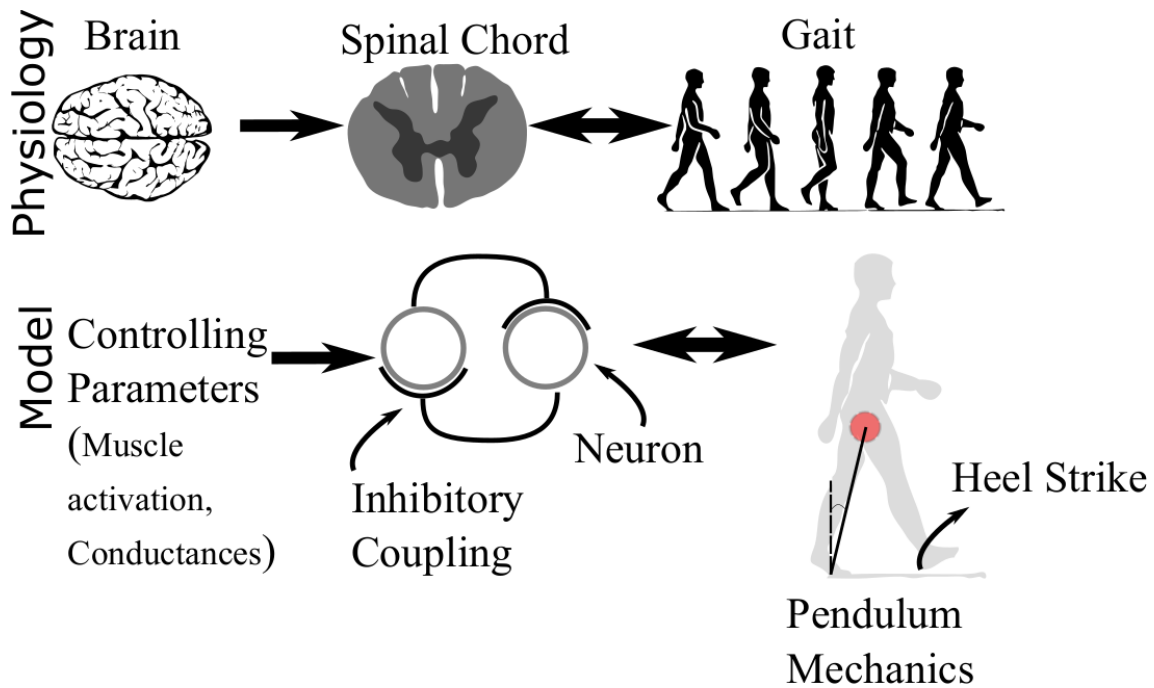 Physiology
Brain
Spinal Chord
Gait
Model
Controlling
Parameters
(Muscle
activation,
Conductances)
Inhibitory
Coupling
Neuron
Heel Strike
Pendulum
Mechanics